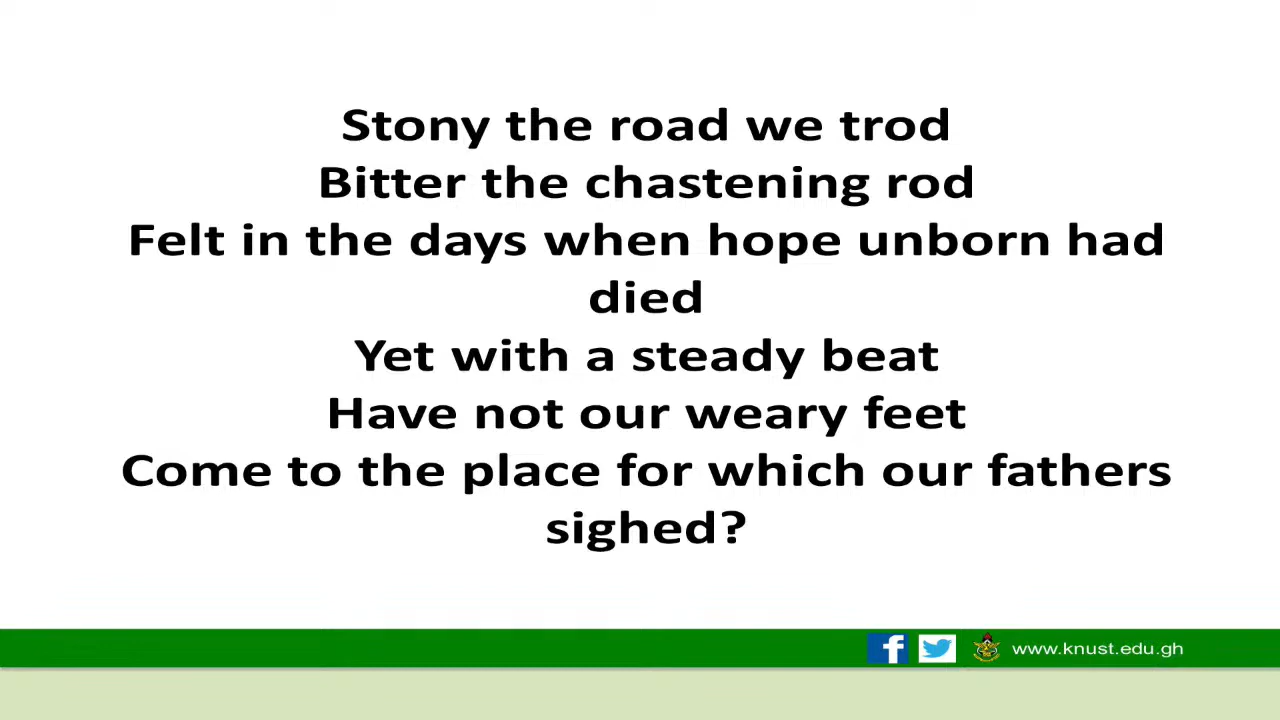 Stony the road we trod
Bitter the chastening rod
Felt in the days when hope unborn had
died
Yet with a steady beat
Have not our weary feet
Come to the place for which our fathers
sighed?
www.knust.edu.gh